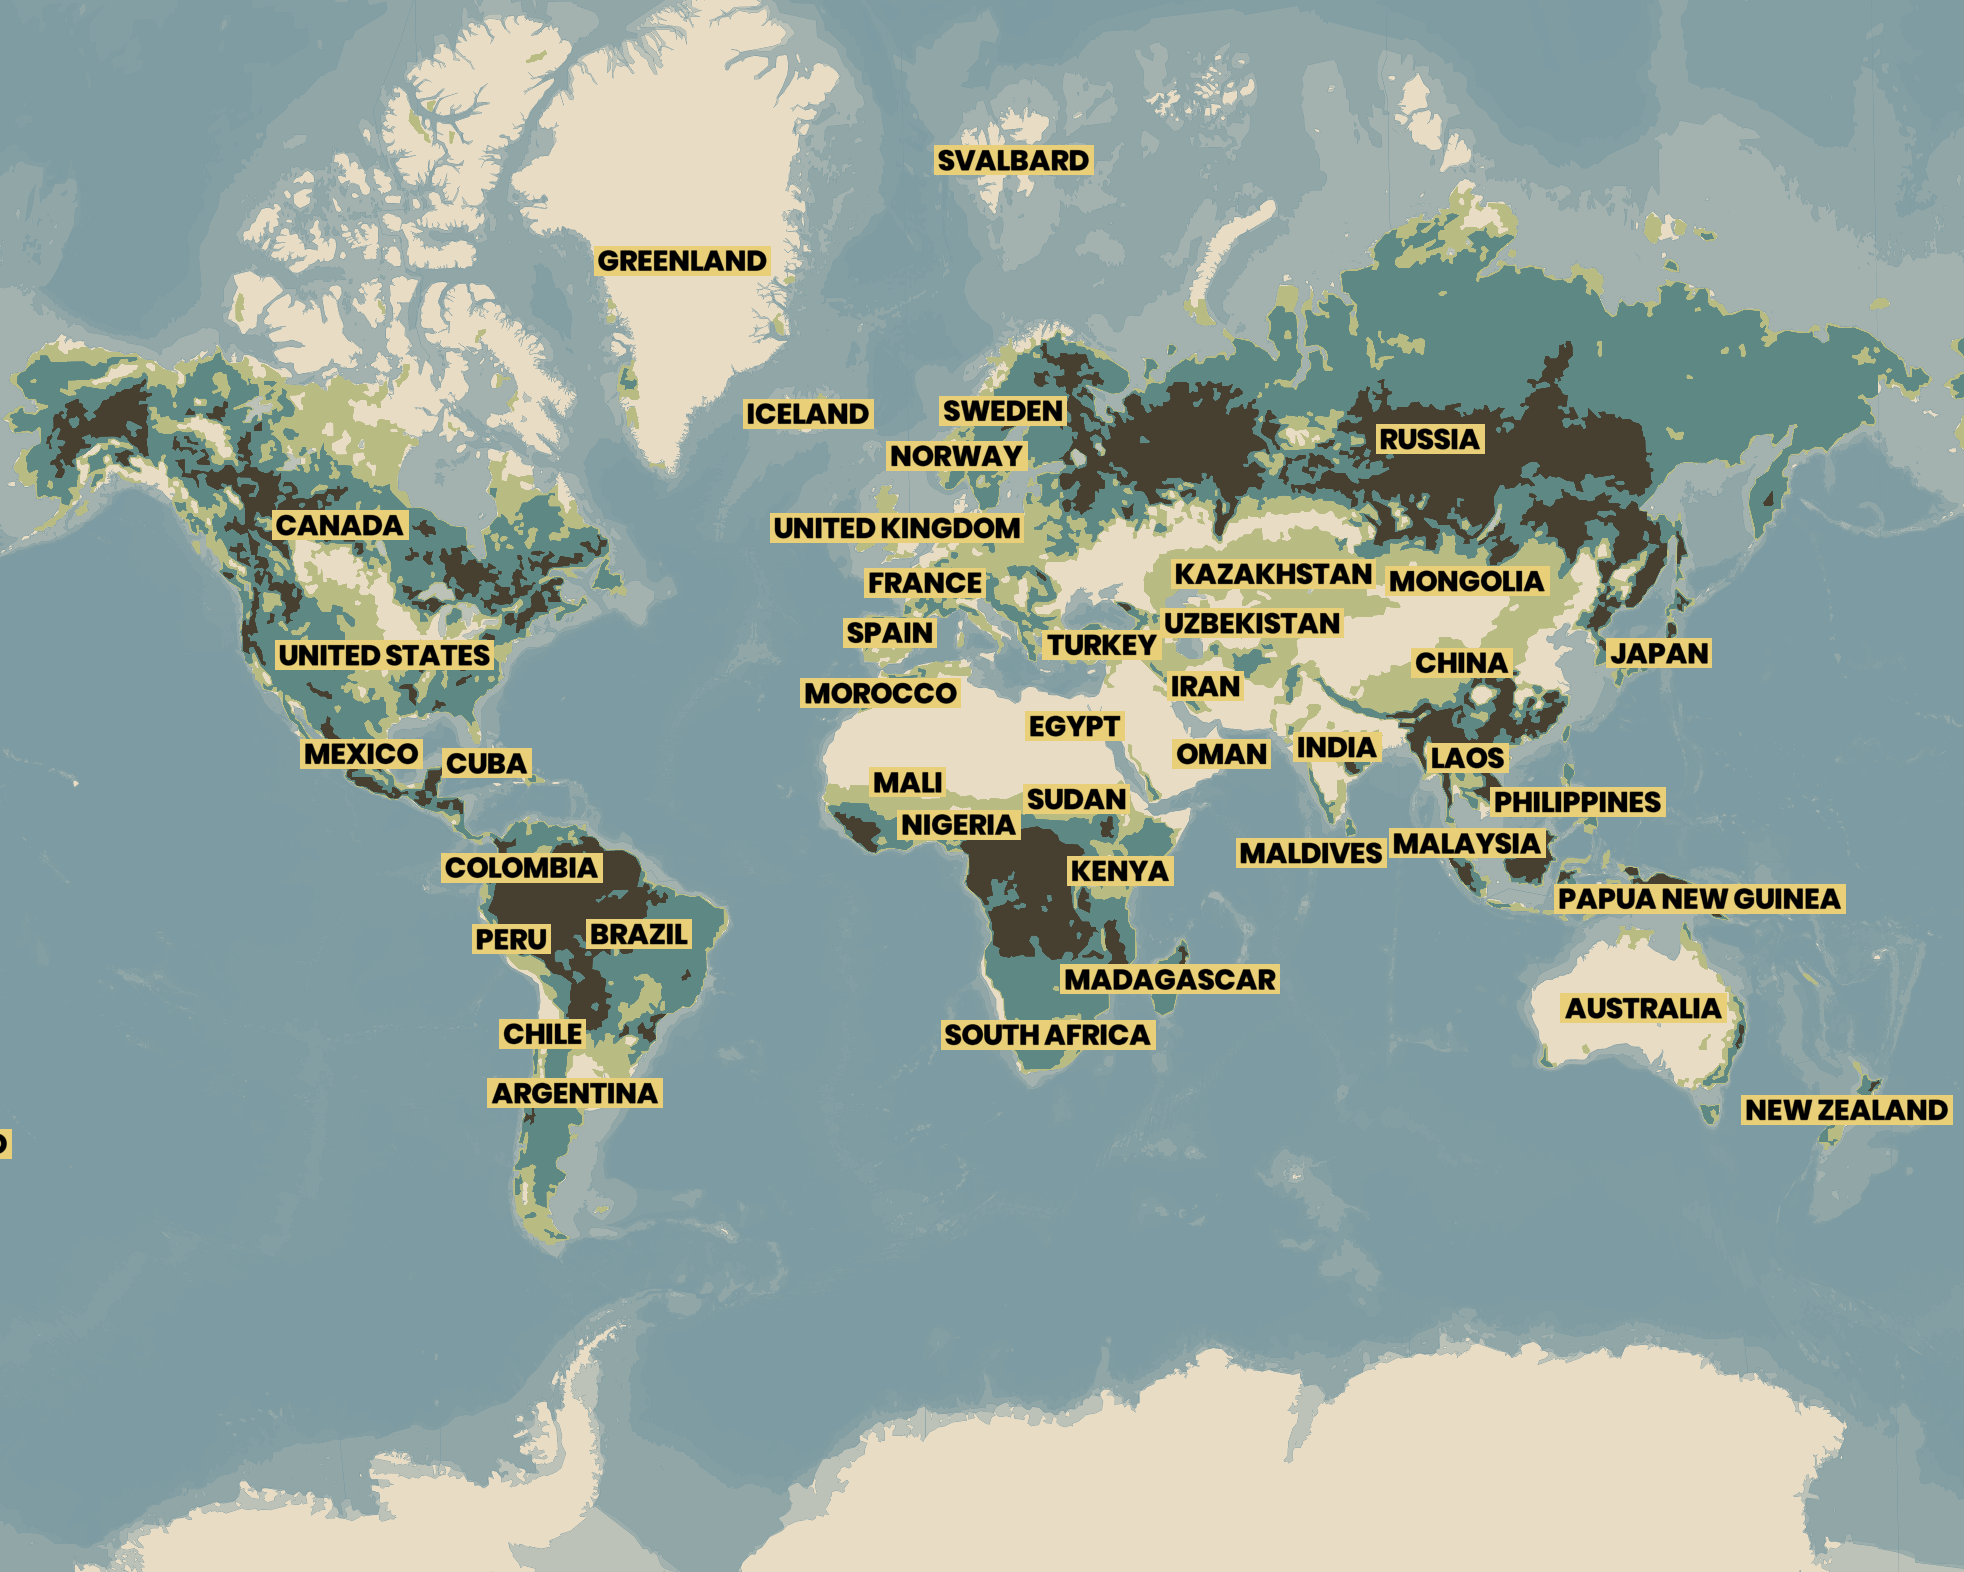 SVALBARD
GREENLAND
SWEDEN
ICELAND
RUSSIA
NORWAY
CANADA
UNITED KINGDOM
KAZAKHSTAN
MONGOLIA
FRANCE
UZBEKISTAN
SPAIN
TURKEY
UNITED STATES
CHINA
JAPAN
MOROCCO
IRAN
EGYPT
MEXICO
CUBA
OMAN
INDIA
LAOS
MALI
SUDAN
PHILIPPINES
NIGERIA
MALAYSIA
MALDIVES
COLOMBIA
KENYA
PAPUA NEW GUINEA
PERU
BRAZIL
MADAGASCAR
AUSTRALIA
CHILE
SOUTH AFRICA
ARGENTINA
NEW ZEALAND